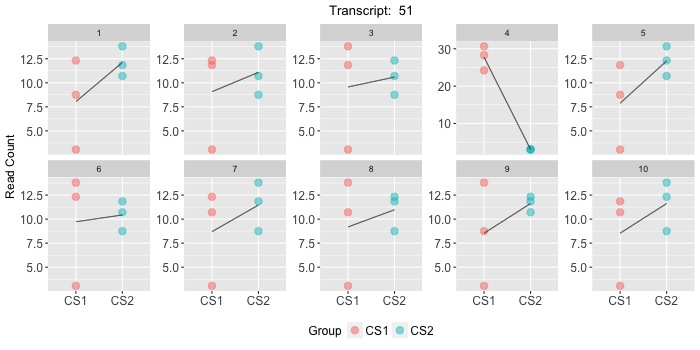 Transcript: 51
1 2 3 4 5
12.5 12.5 12.5 30 12.5
10.0 10.0 10.0 20 10.0
7.5 7.5 7.5 7.5
5.0 5.0 5.0 10 5.0
Read Count
6 7 8 9 10
12.5 12.5 12.5 12.5 12.5
10.0 10.0 10.0 10.0 10.0
7.5 7.5 7.5 7.5 7.5
5.0 5.0 5.0 5.0 5.0
CS1 CS2 CS1 CS2 CS1 CS2 CS1 CS2 CS1 CS2
Group CS1 CS2